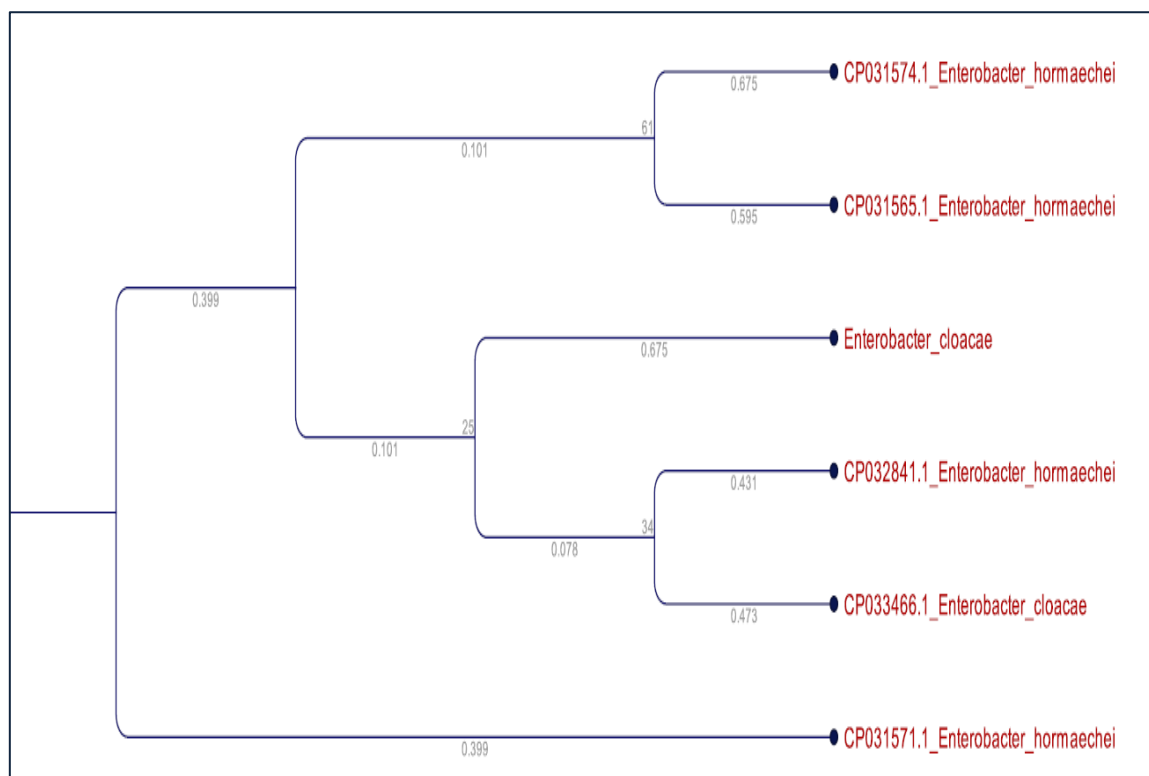 CP031574.1_Enterobacter_hormaechei
0.675
61
0.101
CP031565.1_Enterobacter_hormaechei
0.595
0.399
Enterobacter_cloacae
0.675
25
0.101
CP032841.1_Enterobacter_hormaechei
0.431
34
0.078
CP033466.1_Enterobacter_cloacae
0.473
CP031571.1_Enterobacter_hormaechei
0.399